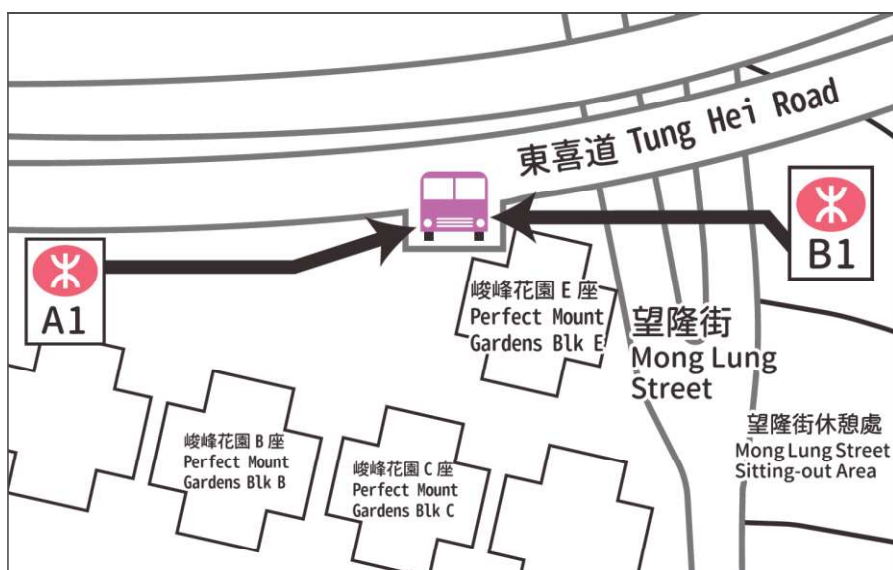 東喜道 Tung Hei Road
A1
B1
峻峰花園 E 座
Perfect Mount
Gardens Blk E
望隆街
Mong Lung
Street
峻峰花園 B 座
Perfect Mount
Gardens Blk B
峻峰花園 C 座
Perfect Mount
Gardens Blk C
望隆街休憩處
Mong Lung Street
Sitting-out Area